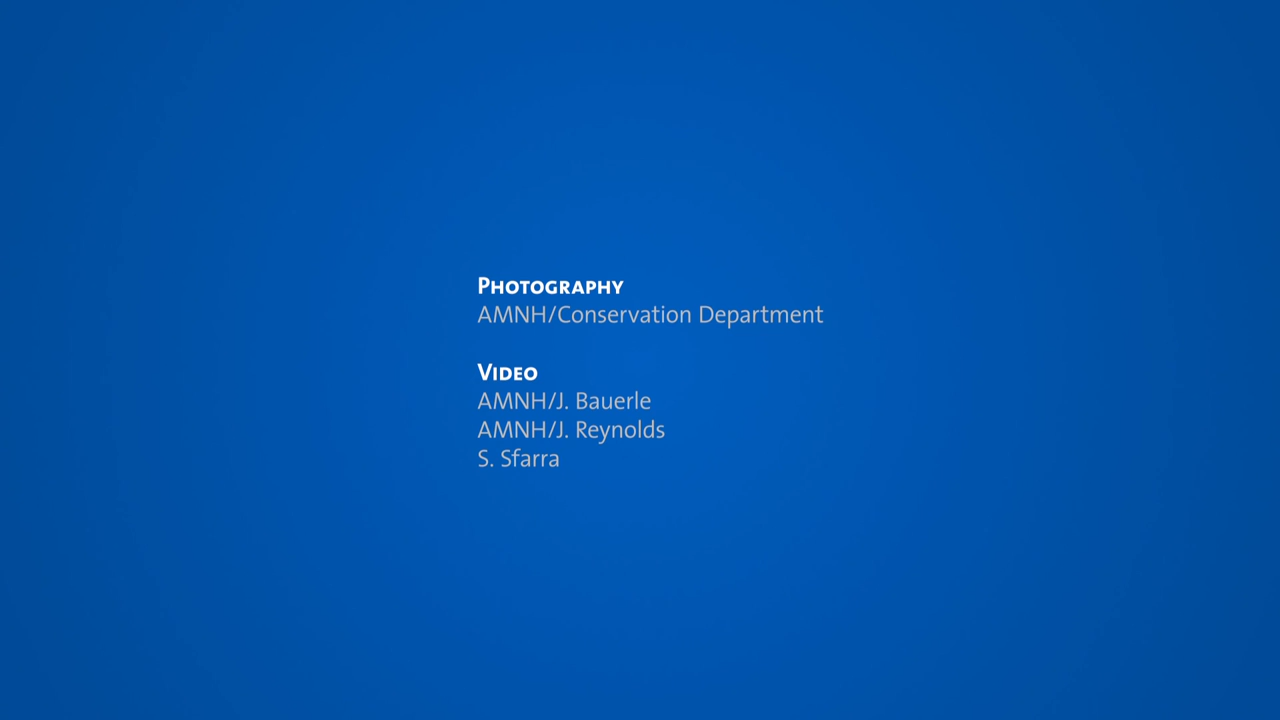 Photography
AMNH/Conservation Department
Video
AMNH/J. Bauerle
AMNH/J. Reynolds
S. Sfarra